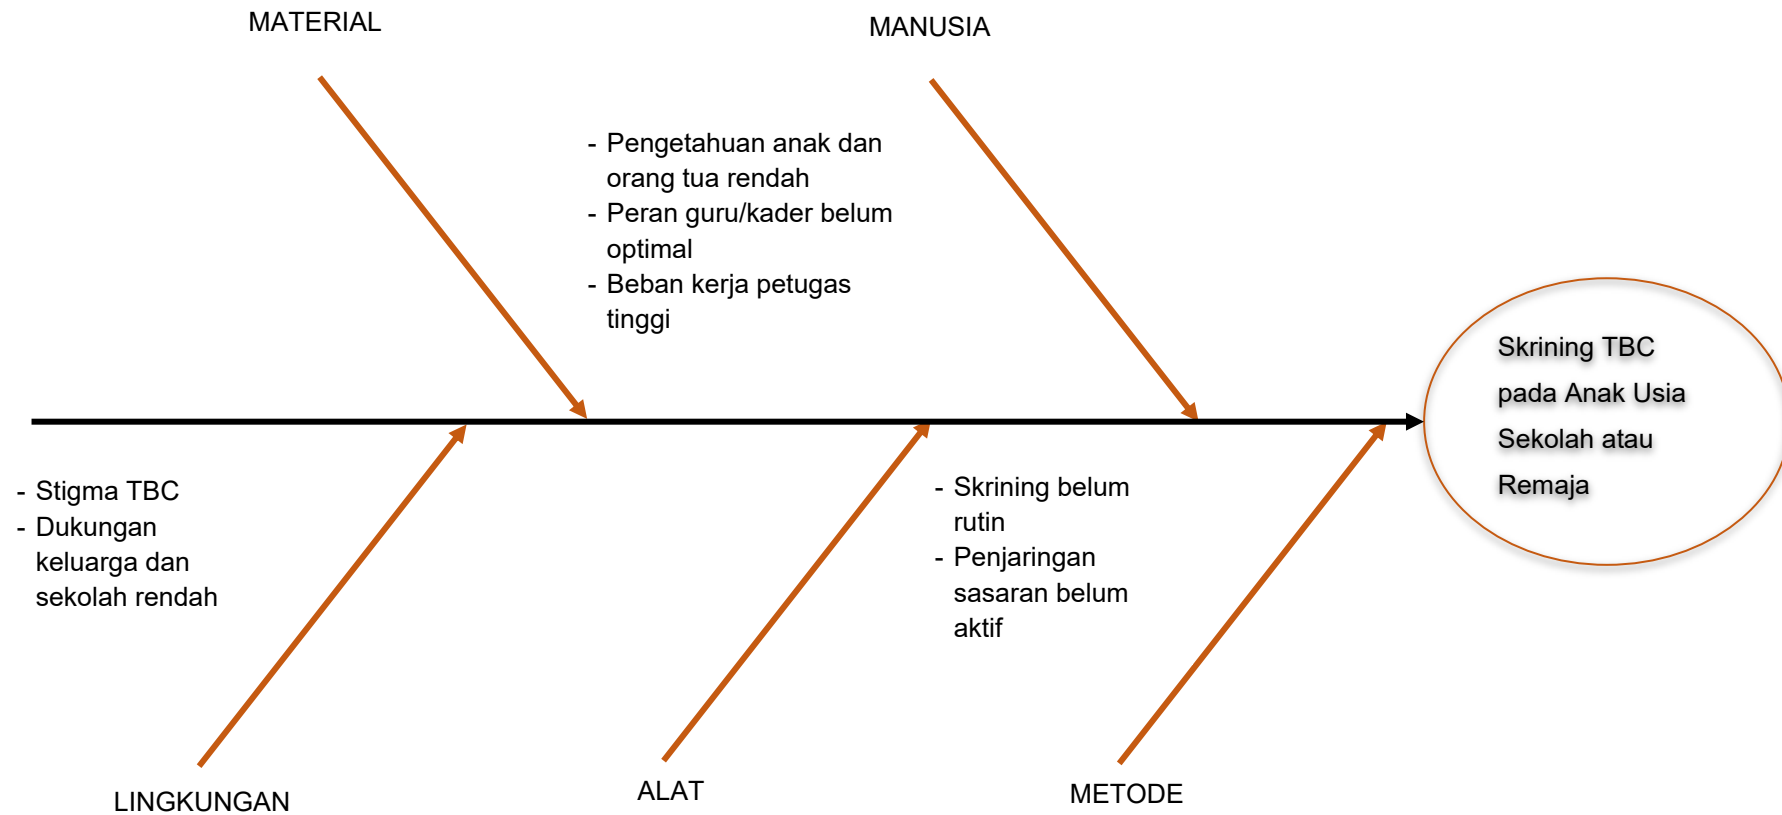 MATERIAL
MANUSIA
- Pengetahuan anak dan
orang tua rendah
- Peran guru/kader belum
optimal
- Beban kerja petugas
tinggi
Skrining TBC
pada Anak Usia
Sekolah atau
Remaja
- Stigma TBC
- Dukungan
keluarga dan
sekolah rendah
- Skrining belum
rutin
- Penjaringan
sasaran belum
aktif
LINGKUNGAN
ALAT
METODE